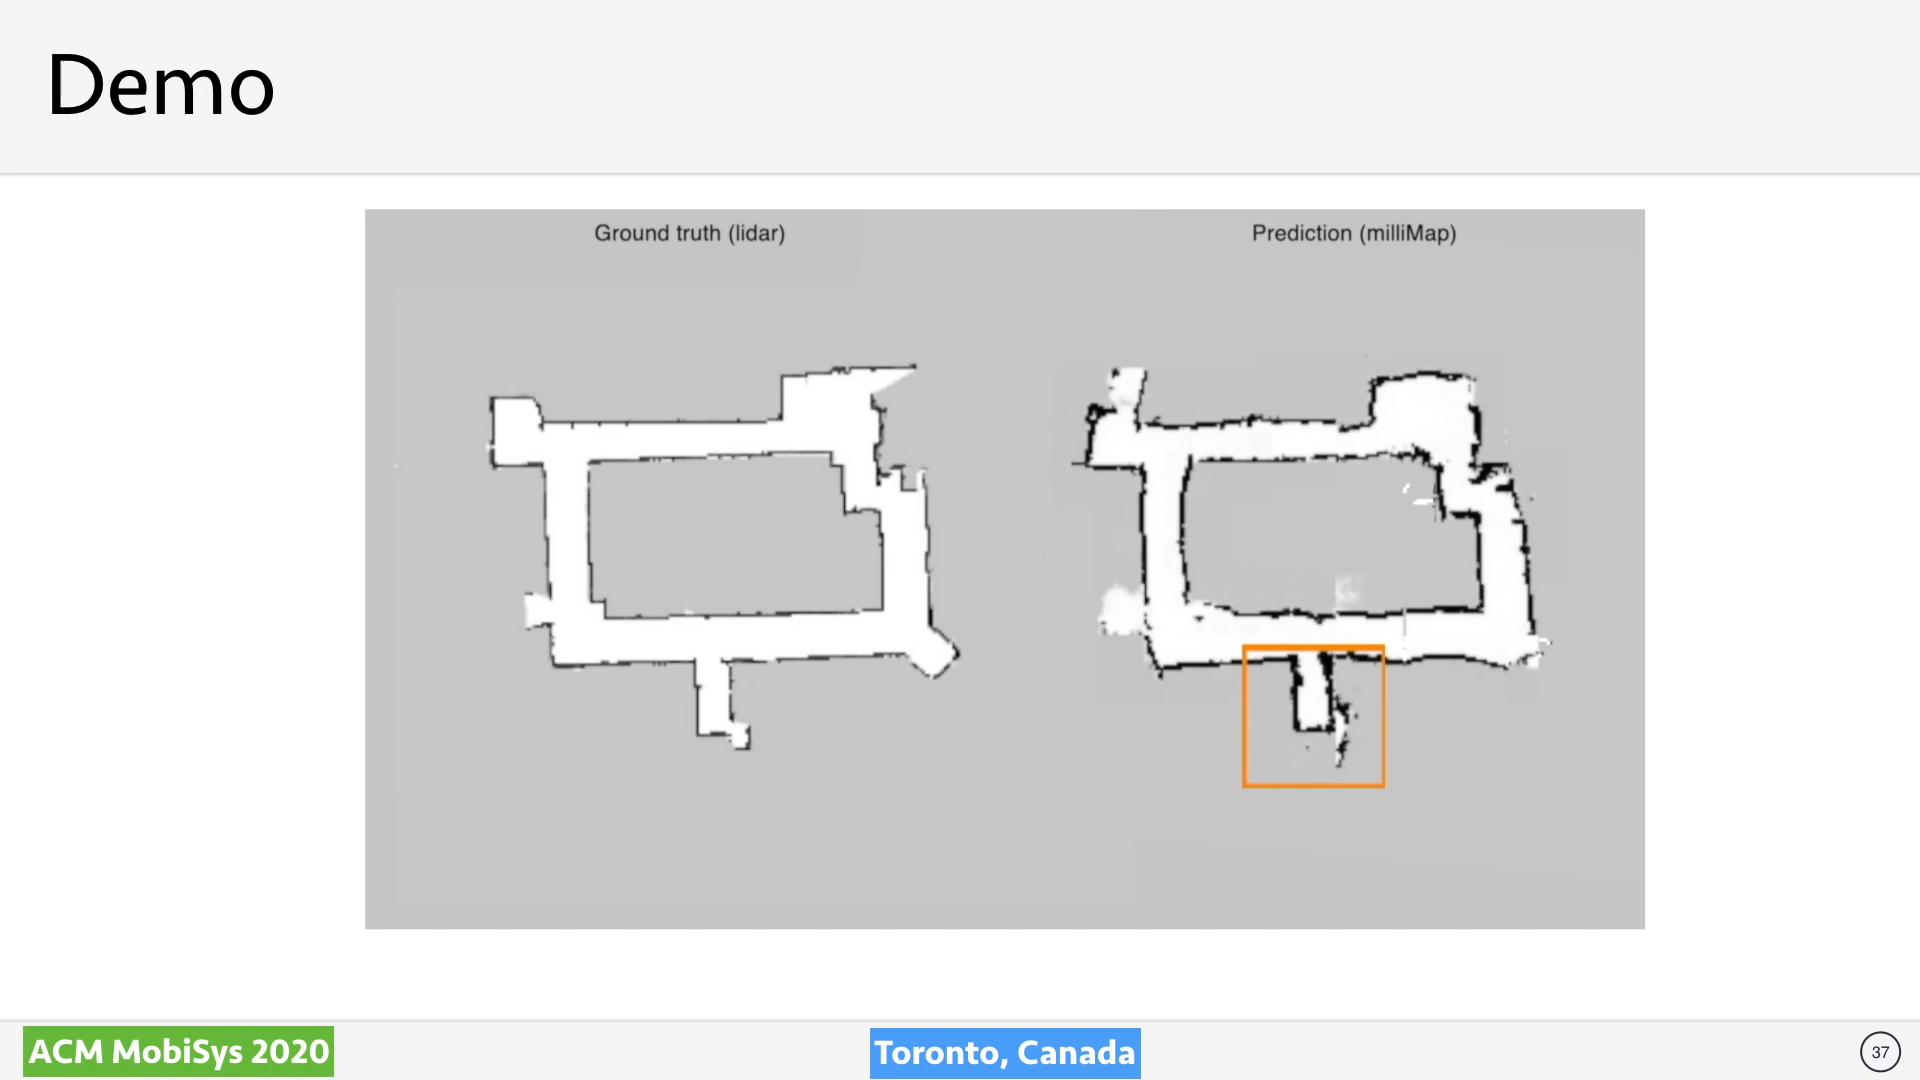 Demo
Ground truth (lidar)
Prediction (milliMap)
ACM MobiSys 2020
Toronto, Canada
37